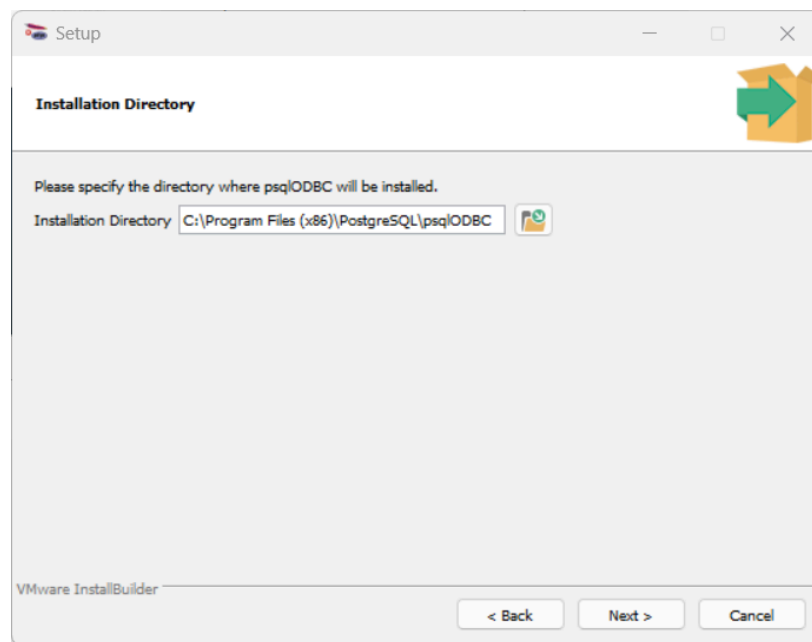 Setup
Installation Directory
Please specify the directory where psqlODBC will be installed.
Installation Directory C:\Program Files (x86)\PostgreSQL\psqlODBC
VMware InstallBuilder
< Back Next > Cancel